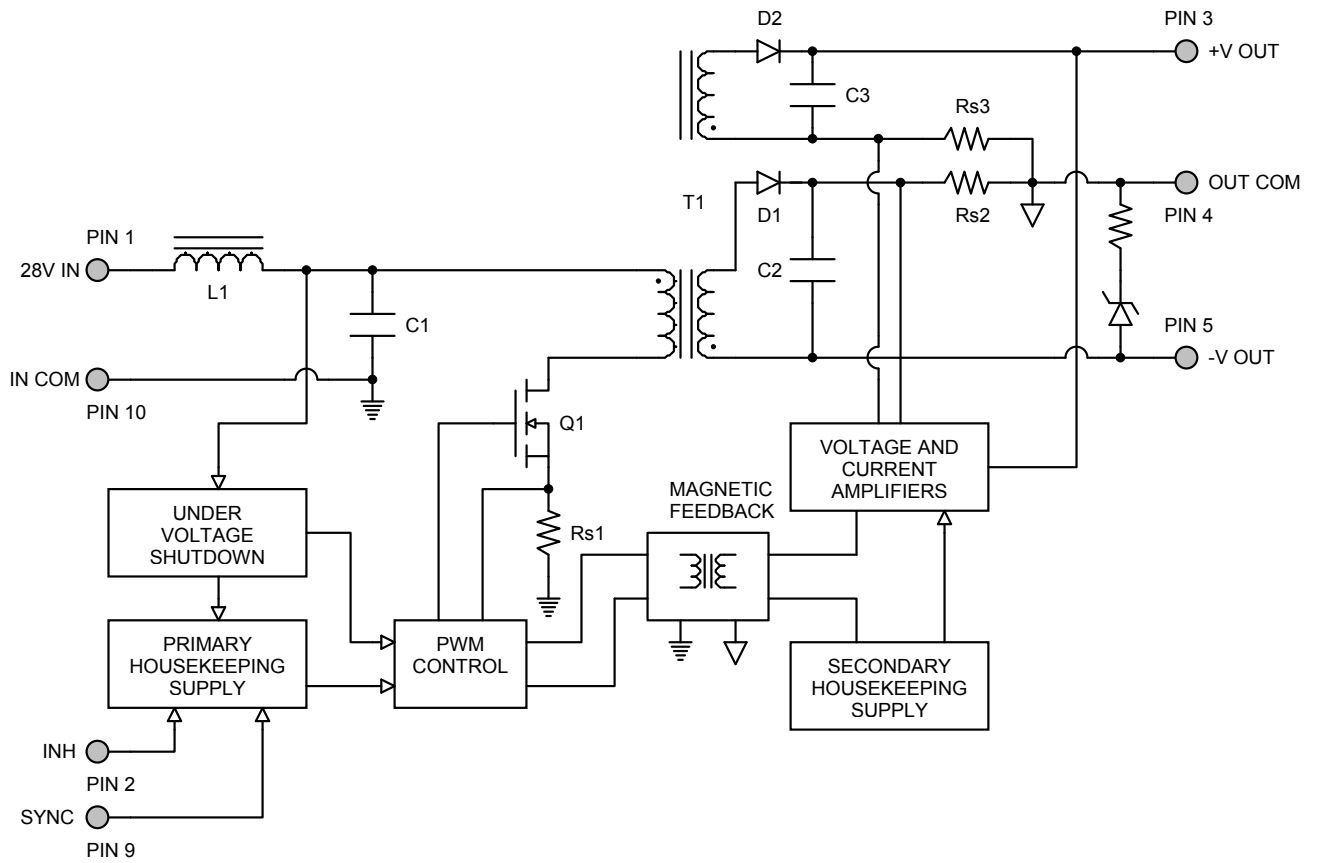 D2
PIN 3
+V OUT
C3
Rs3
T1
D1
Rs2
OUT COM
PIN 4
PIN 1
28V IN
L1
C1
C2
PIN 5
-V OUT
IN COM
PIN 10
Q1
VOLTAGE AND
CURRENT
AMPLIFIERS
MAGNETIC
FEEDBACK
UNDER
VOLTAGE
SHUTDOWN
Rs1
PRIMARY
HOUSEKEEPING
SUPPLY
PWM
CONTROL
SECONDARY
HOUSEKEEPING
SUPPLY
INH
PIN 2
SYNC
PIN 9